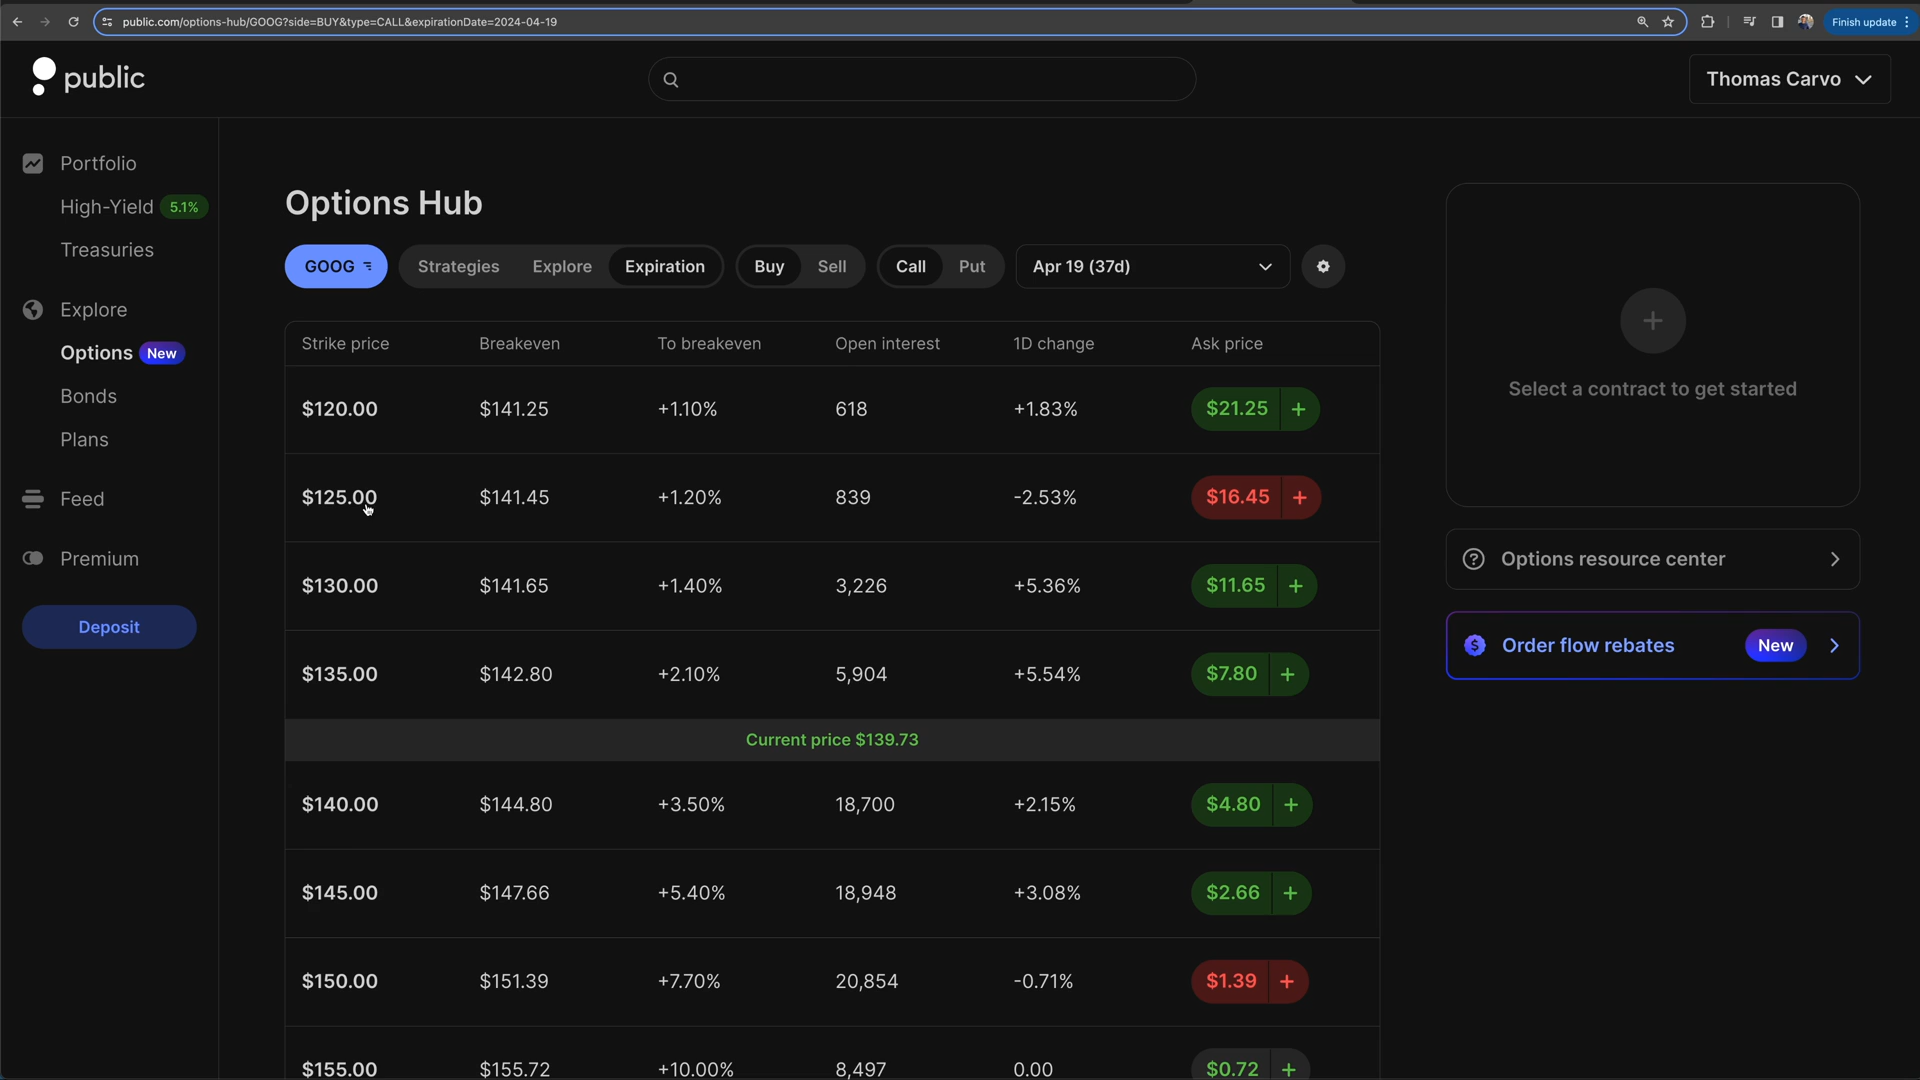 public.com/options-hub/GOOG?side=BUY&type=CALL&expirationDate=2024-04-19
Finish update
public
Thomas Carvo
Portfolio
High-Yield 5.1%
Treasuries
Explore
Options New
Bonds
Plans
Feed
Premium
Deposit
Options Hub
GOOG Strategies Explore Expiration Buy Sell Call Put Apr 19 (37d)
Strike price Breakeven To breakeven Open interest 1D change Ask price
$120.00 $141.25 +1.10% 618 +1.83% $21.25 +
$125.00 $141.45 +1.20% 839 -2.53% $16.45 +
$130.00 $141.65 +1.40% 3,226 +5.36% $11.65 +
$135.00 $142.80 +2.10% 5,904 +5.54% $7.80 +
Current price $139.73
$140.00 $144.80 +3.50% 18,700 +2.15% $4.80 +
$145.00 $147.66 +5.40% 18,948 +3.08% $2.66 +
$150.00 $151.39 +7.70% 20,854 -0.71% $1.39 +
$155.00 $155.72 +10.00% 8,497 0.00 $0.72 +
Select a contract to get started
Options resource center
Order flow rebates New